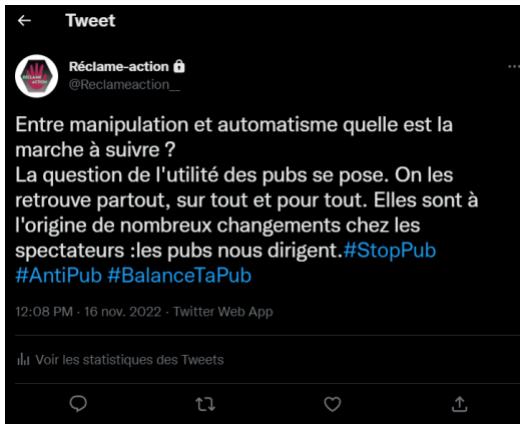 Tweet
Réclame-action
@Reclameaction__
Entre manipulation et automatisme quelle est la
marche à suivre ?
La question de l'utilité des pubs se pose. On les
retrouve partout, sur tout et pour tout. Elles sont à
l'origine de nombreux changements chez les
spectateurs :les pubs nous dirigent.#StopPub
#AntiPub #BalanceTaPub
12:08 PM · 16 nov. 2022 · Twitter Web App
Voir les statistiques des Tweets